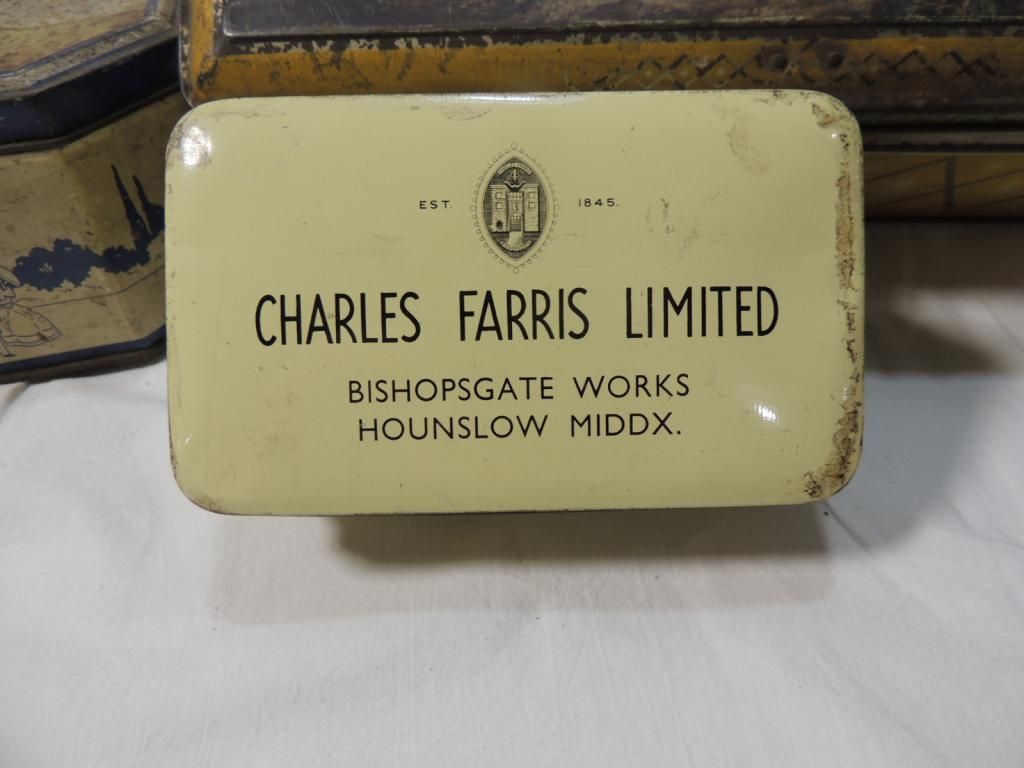 EST. 1845.
CHARLES FARRIS LIMITED
BISHOPSGATE WORKS
HOUNSLOW MIDDX.